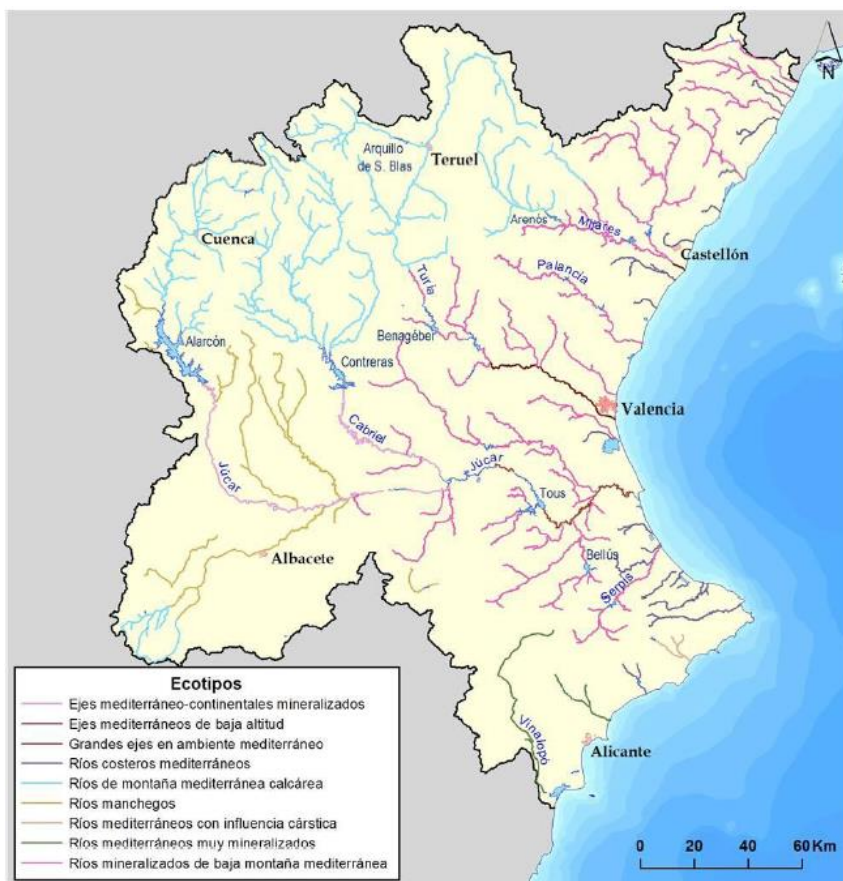 N
Arquillo
de S. Blas
Teruel
Cuenca
Arenós
Mijares
Castellón
Palancia
Turia
Benagéber
Alarcón
Contreras
Valencia
Cabriel
Júcar
Júcar
Tous
Albacete
Bellús
Serpis
Vinalopó
Alicante
Ecotipos
Ejes mediterráneo-continentales mineralizados
Ejes mediterráneos de baja altitud
Grandes ejes en ambiente mediterráneo
Ríos costeros mediterráneos
Ríos de montaña mediterránea calcárea
Ríos manchegos
Ríos mediterráneos con influencia cárstica
Ríos mediterráneos muy mineralizados
Ríos mineralizados de baja montaña mediterránea
0 20 40 60 Km